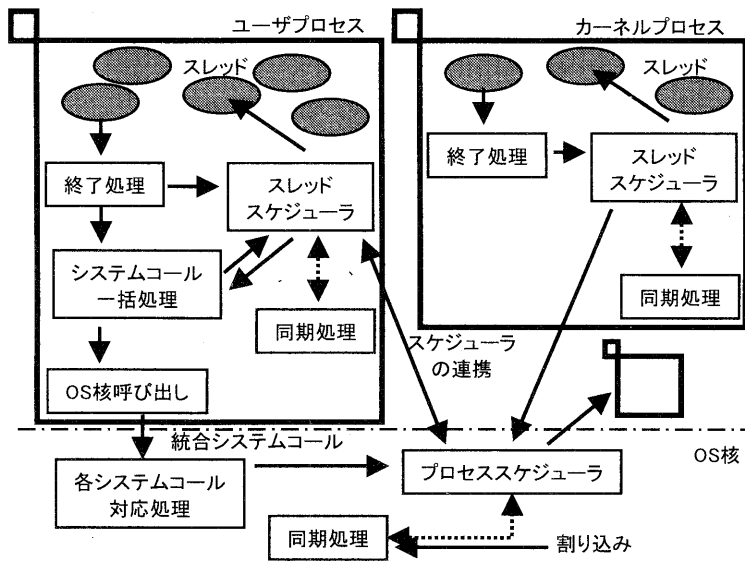 ユーザプロセス
カーネルプロセス
スレッド
スレッド
終了処理
スレッド
スケジューラ
終了処理
スレッド
スケジューラ
システムコール
一括処理
同期処理
同期処理
スケジューラ
の連携
OS核呼び出し
統合システムコール
OS核
各システムコール
対応処理
プロセススケジューラ
同期処理
割り込み